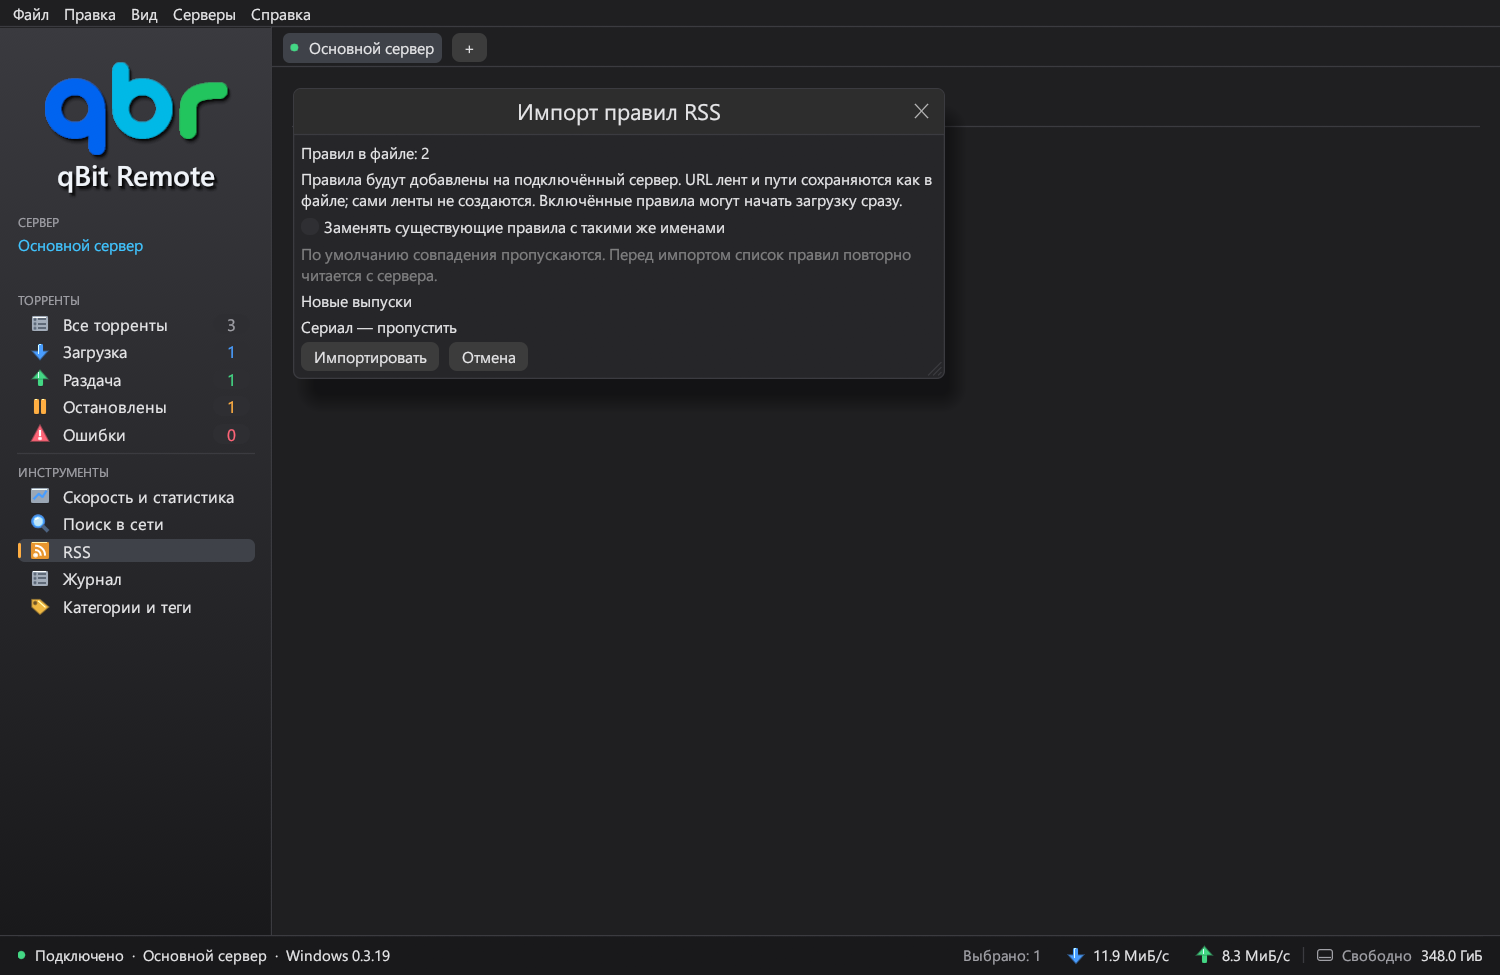 Файл Правка Вид Серверы Справка
qbr
qBit Remote
СЕРВЕР
Основной сервер
ТОРРЕНТЫ
Все торренты 3
Загрузка 1
Раздача 1
Остановлены 1
Ошибки 0
ИНСТРУМЕНТЫ
Скорость и статистика
Поиск в сети
RSS
Журнал
Категории и теги
Основной сервер +
Импорт правил RSS
Правил в файле: 2
Правила будут добавлены на подключённый сервер. URL лент и пути сохраняются как в
файле; сами ленты не создаются. Включённые правила могут начать загрузку сразу.
Заменять существующие правила с такими же именами
По умолчанию совпадения пропускаются. Перед импортом список правил повторно
читается с сервера.
Новые выпуски
Сериал — пропустить
Импортировать Отмена
Подключено · Основной сервер · Windows 0.3.19
Выбрано: 1 11.9 МиБ/с 8.3 МиБ/с Свободно 348.0 ГиБ